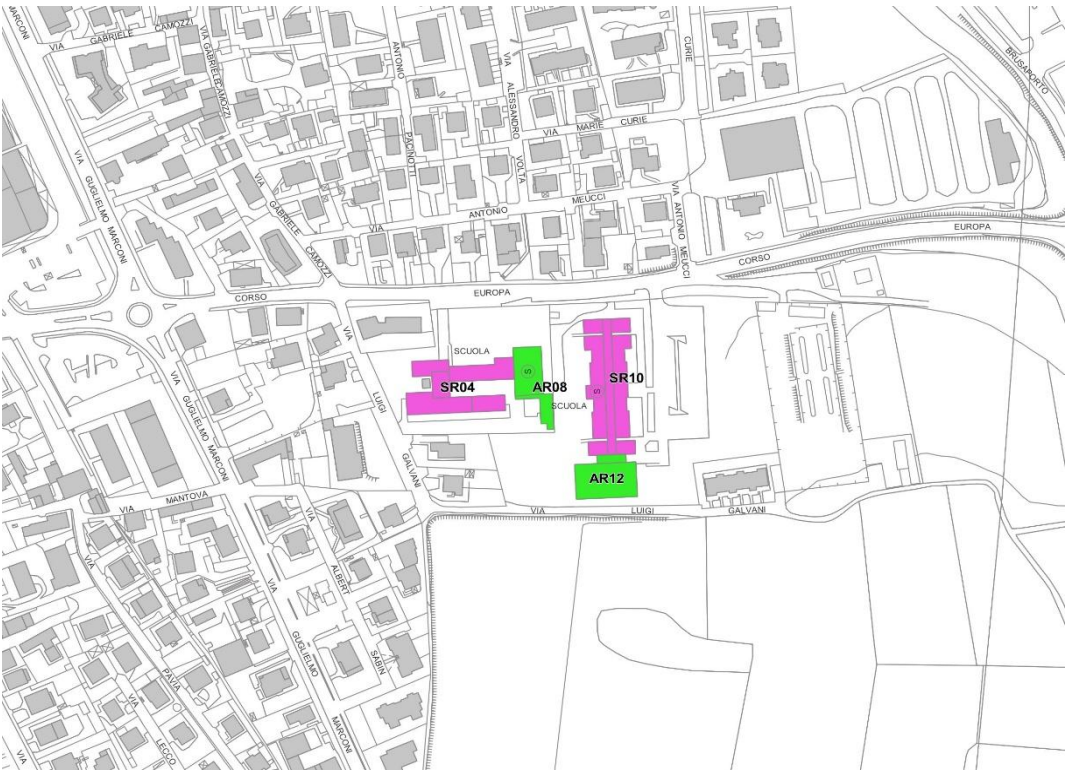 MARCONI
VIA
GABRIELE
CAMOZZI
VIA GABRIELE
CAMOZZI
ANTONIO
PACINOTTI
VIA
ALESSANDRO
VOLTA
CURIE
BRUSAPORTO
VIA
MARIE
CURIE
VIA
GUGLIELMO
MARCONI
VIA
GABRIELE
CAMOZZI
VIA
ANTONIO
MEUCCI
VIA ANTONIO MEUCCI
CORSO
EUROPA
CORSO
EUROPA
VIA
LUIGI
GALVANI
SCUOLA
S
SR04
AR08
SCUOLA
S
SR10
AR12
VIA
GUGLIELMO
MARCONI
VIA
MANTOVA
VIA
LUIGI
GALVANI
VIA
ALBERT
SABIN
VIA
GUGLIELMO
MARCONI
VIA
PAVIA
VIA
LECCO
VIA